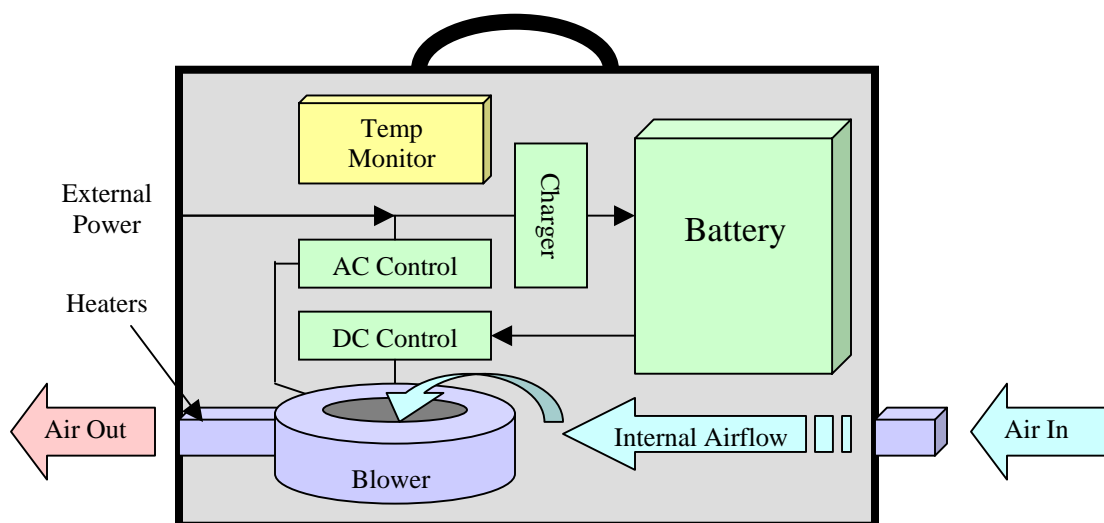 Temp
Monitor
External
Power
Charger
Battery
AC Control
Heaters
DC Control
Air Out
Internal Airflow
Air In
Blower